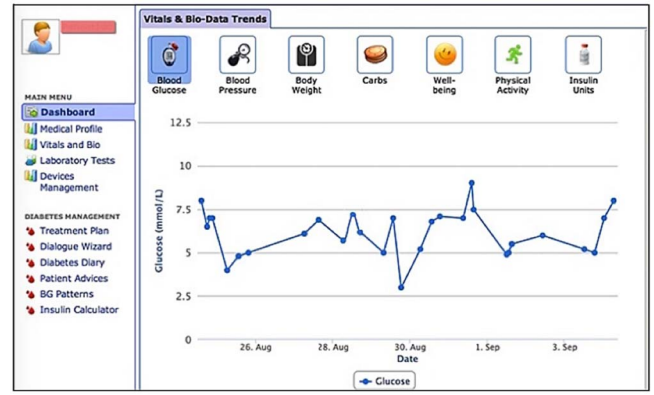 Vitals & Bio-Data Trends
Blood
Glucose
Blood
Pressure
Body
Weight
Carbs
Well-
being
Physical
Activity
Insulin
Units
MAIN MENU
Dashboard
Medical Profile
Vitals and Bio
Laboratory Tests
Devices
Management
DIABETES MANAGEMENT
Treatment Plan
Dialogue Wizard
Diabetes Diary
Patient Advices
BG Patterns
Insulin Calculator
Glucose (mmol/L)
12.5
10
7.5
5
2.5
0
26. Aug
28. Aug
30. Aug
1. Sep
3. Sep
Date
Glucose